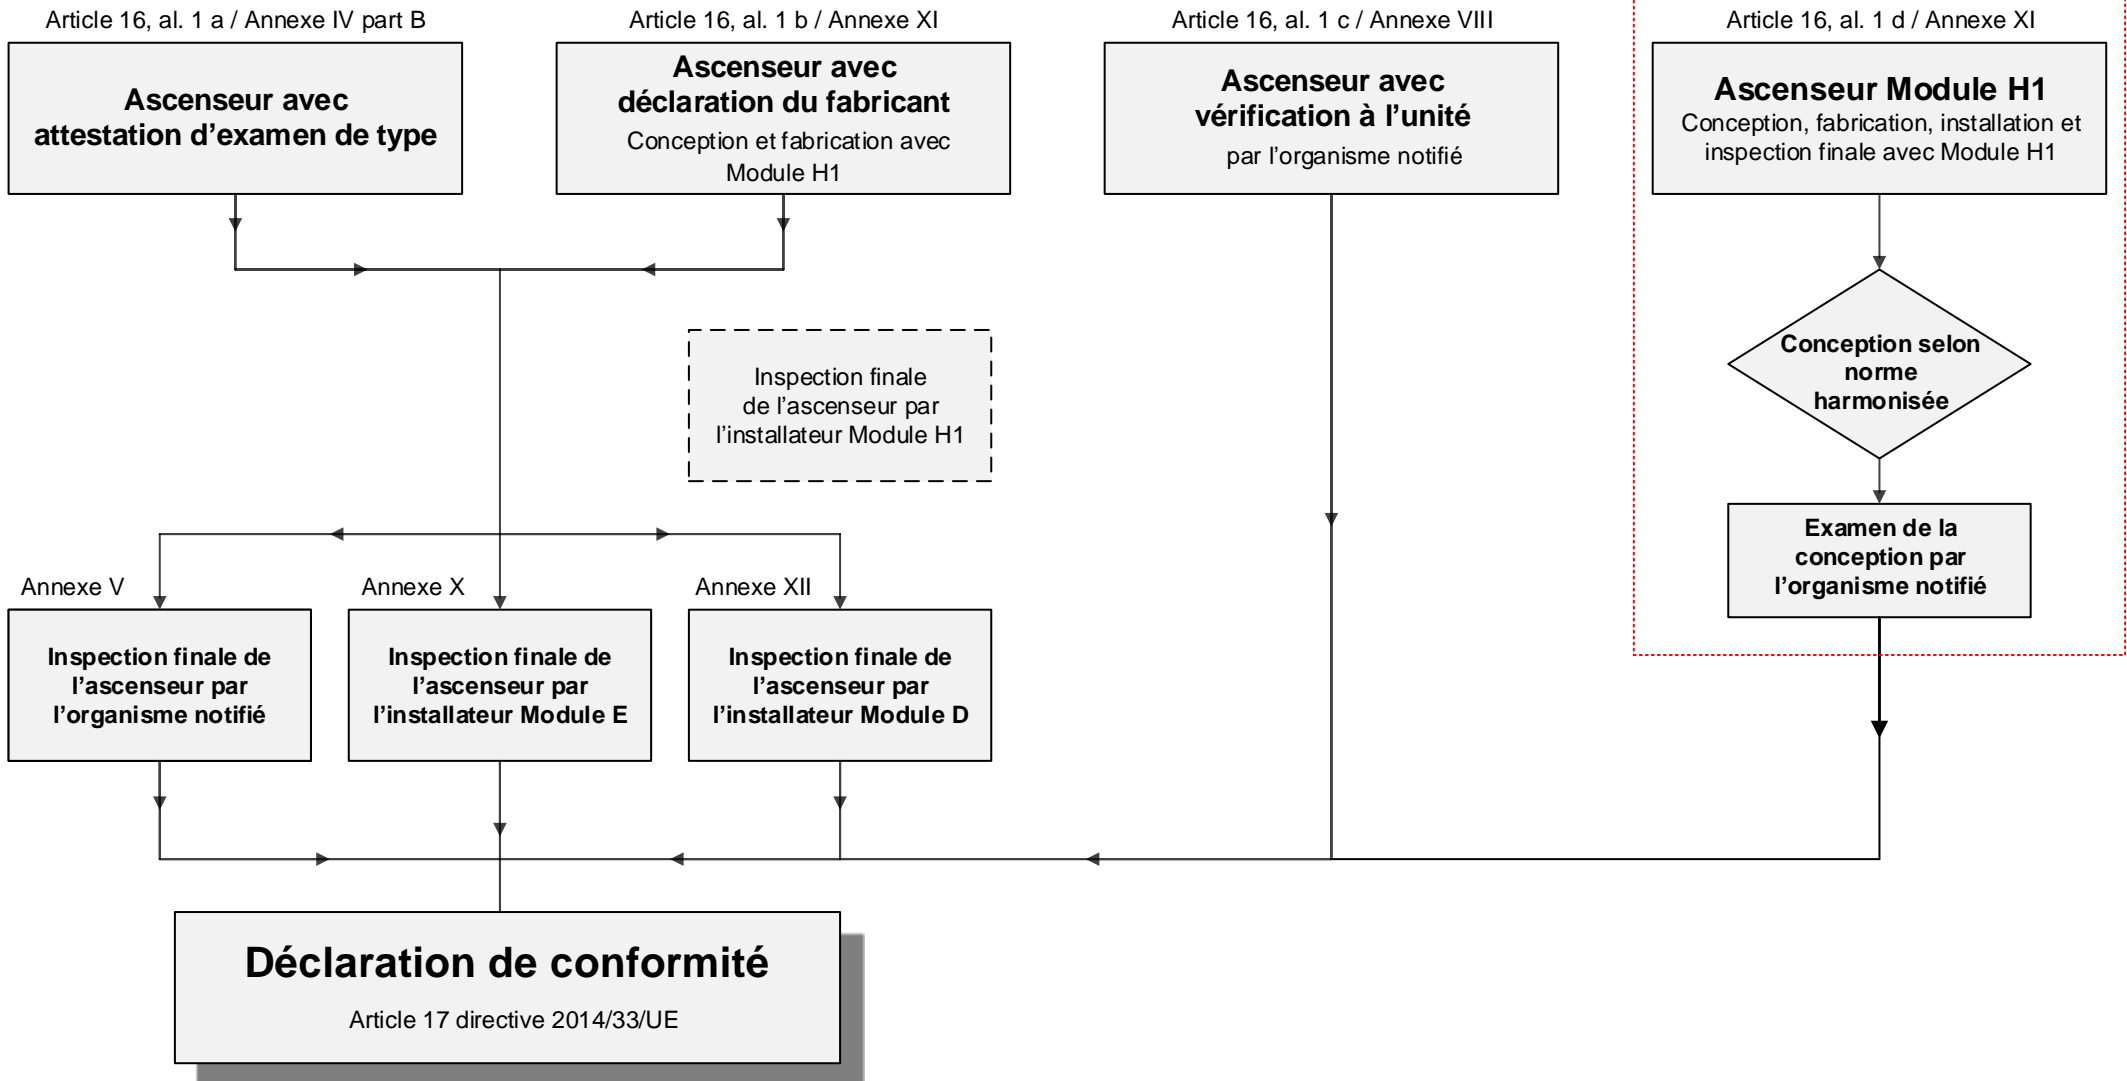 Article 16, al. 1 a / Annexe IV part B
Ascenseur avec
attestation d’examen de type
Article 16, al. 1 b / Annexe XI
Ascenseur avec
déclaration du fabricant
Conception et fabrication avec
Module H1
Article 16, al. 1 c / Annexe VIII
Ascenseur avec
vérification à l’unité
par l’organisme notifié
Article 16, al. 1 d / Annexe XI
Ascenseur Module H1
Conception, fabrication, installation et
inspection finale avec Module H1
Inspection finale
de l’ascenseur par
l’installateur Module H1
Conception selon
norme
harmonisée
Examen de la
conception par
l’organisme notifié
Annexe V
Inspection finale de
l’ascenseur par
l’organisme notifié
Annexe X
Inspection finale de
l’ascenseur par
l’installateur Module E
Annexe XII
Inspection finale de
l’ascenseur par
l’installateur Module D
Déclaration de conformité
Article 17 directive 2014/33/UE